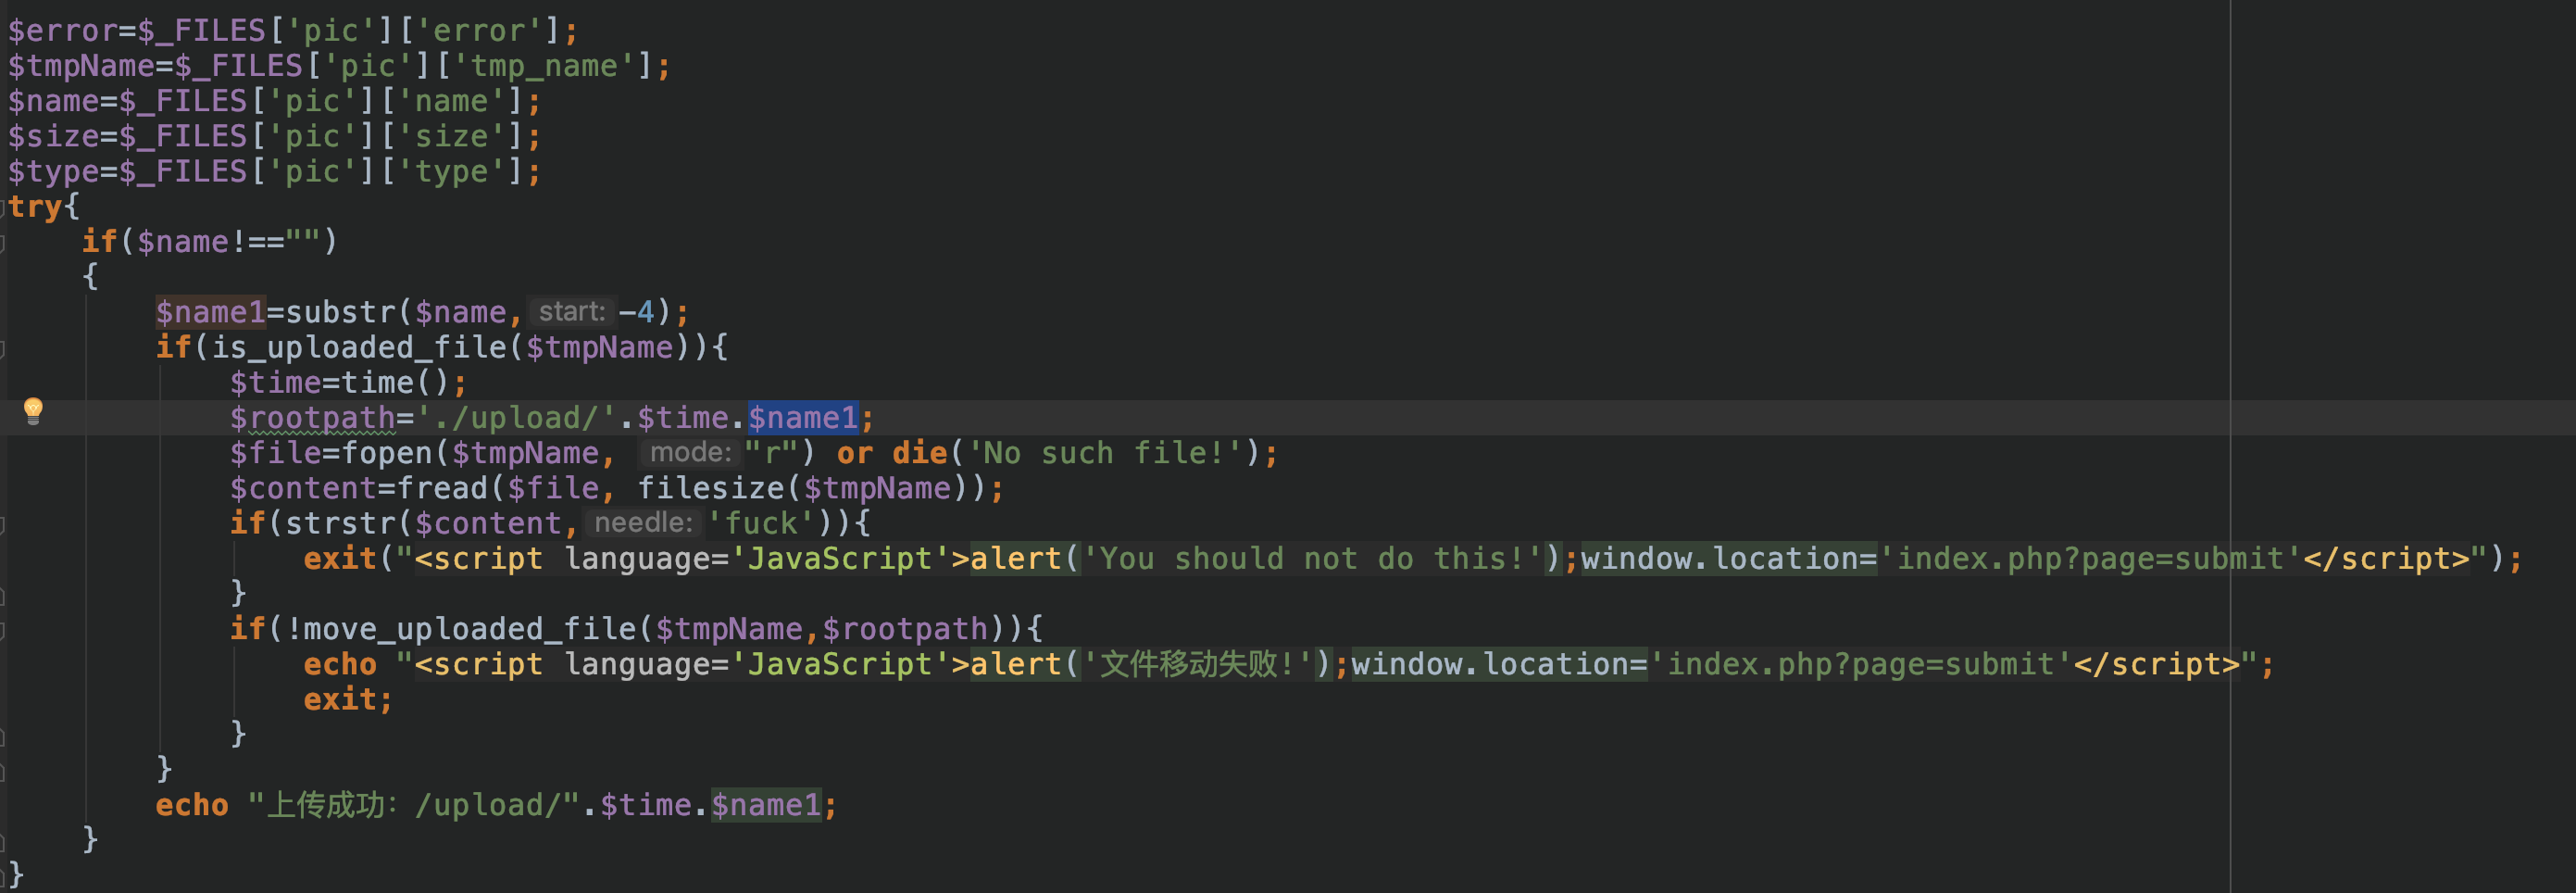 $error=$_FILES['pic']['error'];
$tmpName=$_FILES['pic']['tmp_name'];
$name=$_FILES['pic']['name'];
$size=$_FILES['pic']['size'];
$type=$_FILES['pic']['type'];
try{
    if($name!=="")
    {
        $name1=substr($name, start: -4);
        if(is_uploaded_file($tmpName)){
            $time=time();
            $rootpath='./upload/'.$time.$name1;
            $file=fopen($tmpName, mode: "r") or die('No such file!');
            $content=fread($file, filesize($tmpName));
            if(strstr($content, needle: 'fuck')){
                exit("<script language='JavaScript'>alert('You should not do this!');window.location='index.php?page=submit'</script>");
            }
            if(!move_uploaded_file($tmpName,$rootpath)){
                echo "<script language='JavaScript'>alert('文件移动失败!');window.location='index.php?page=submit'</script>";
                exit;
            }
        }
        echo "上传成功：/upload/".$time.$name1;
    }
}